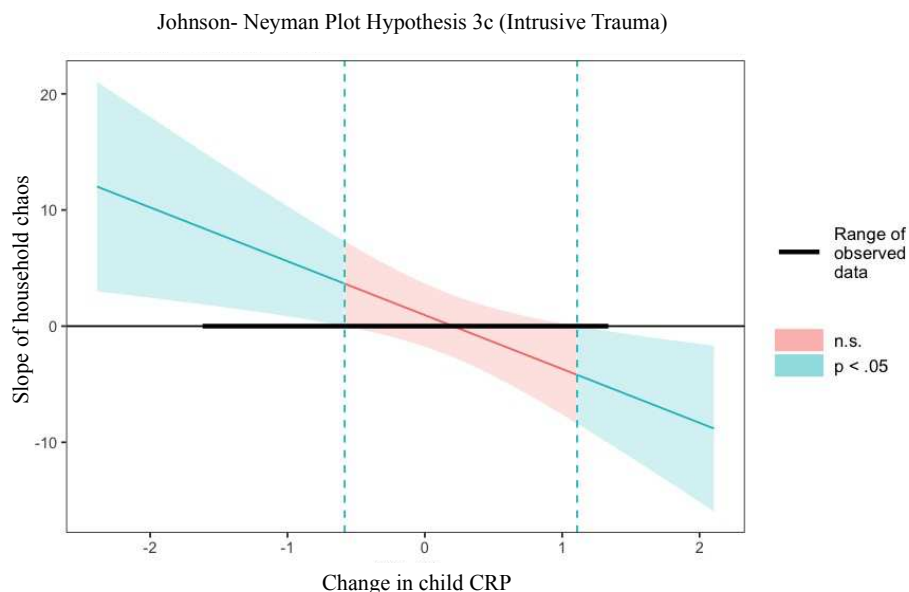 Johnson- Neyman Plot Hypothesis 3c (Intrusive Trauma)
20
10
0
-10
Slope of household chaos
-2
-1
0
1
2
Change in child CRP
Range of
observed
data
n.s.
p < .05